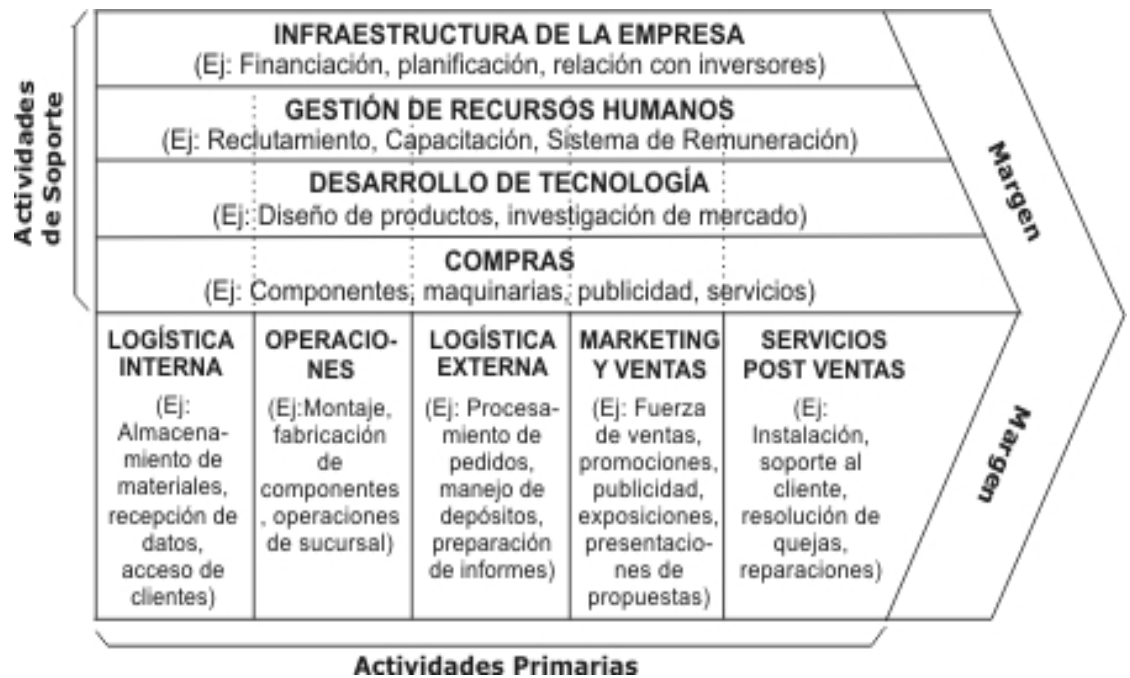 Actividades
de Soporte
INFRAESTRUCTURA DE LA EMPRESA
(Ej: Financiación, planificación, relación con inversores)
GESTIÓN DE RECURSOS HUMANOS
(Ej: Reclutamiento, Capacitación, Sistema de Remuneración)
DESARROLLO DE TECNOLOGÍA
(Ej: Diseño de productos, investigación de mercado)
COMPRAS
(Ej: Componentes, maquinarias, publicidad, servicios)
Margen
LOGÍSTICA
INTERNA
(Ej:
Almacena-
miento de
materiales,
recepción de
datos,
acceso de
clientes)
OPERACIO-
NES
(Ej:Montaje,
fabricación
de
componentes
, operaciones
de sucursal)
LOGÍSTICA
EXTERNA
(Ej: Procesa-
miento de
pedidos,
manejo de
depósitos,
preparación
de informes)
MARKETING
Y VENTAS
(Ej: Fuerza
de ventas,
promociones,
publicidad,
exposiciones,
presentacio-
nes de
propuestas)
SERVICIOS
POST VENTAS
(Ej:
Instalación,
soporte al
cliente,
resolución de
quejas,
reparaciones)
Margen
Actividades Primarias